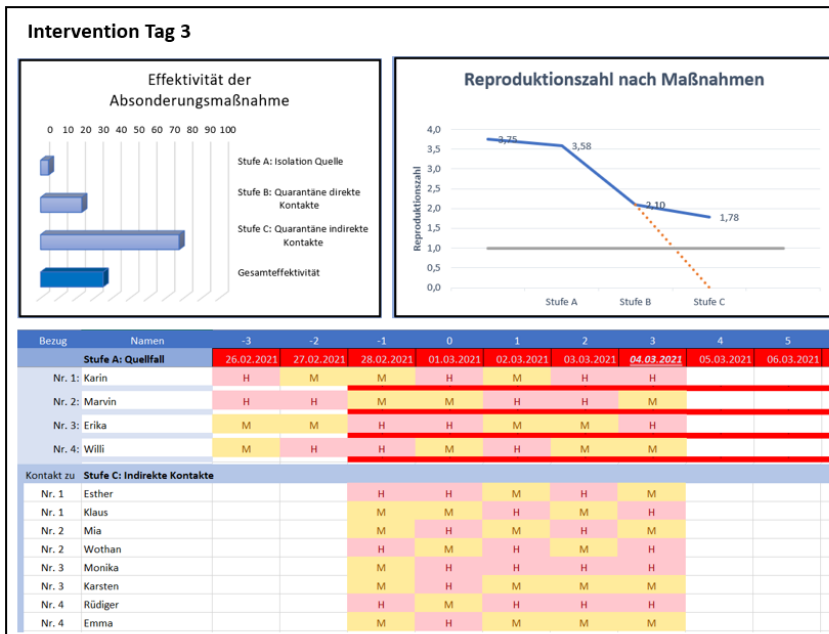 Intervention Tag 3
Effektivität der
Absonderungsmaßnahme
0 10 20 30 40 50 60 70 80 90 100
Stufe A: Isolation Quelle
Stufe B: Quarantäne direkte
Kontakte
Stufe C: Quarantäne indirekte
Kontakte
Gesamteffektivität
Reproduktionszahl nach Maßnahmen
Reproduktionszahl
4,0
3,5
3,0
2,5
2,0
1,5
1,0
0,5
0,0
3,75
3,58
2,10
1,78
Stufe A Stufe B Stufe C
Bezug Namen -3 -2 -1 0 1 2 3 4 5
Stufe A: Quellfall 26.02.2021 27.02.2021 28.02.2021 01.03.2021 02.03.2021 03.03.2021 04.03.2021 05.03.2021 06.03.2021
Nr. 1: Karin H M M H M H H
Nr. 2: Marvin H H M M H H M
Nr. 3: Erika M M H H M M H
Nr. 4: Willi M H H M H M M
Kontakt zu Stufe C: Indirekte Kontakte
Nr. 1 Esther H H M H M
Nr. 1 Klaus M M H M H
Nr. 2 Mia M H M H M
Nr. 2 Wothan H M H M H
Nr. 3 Monika M H H H H
Nr. 3 Karsten M H M M M
Nr. 4 Rüdiger H M H H H
Nr. 4 Emma M H M M M